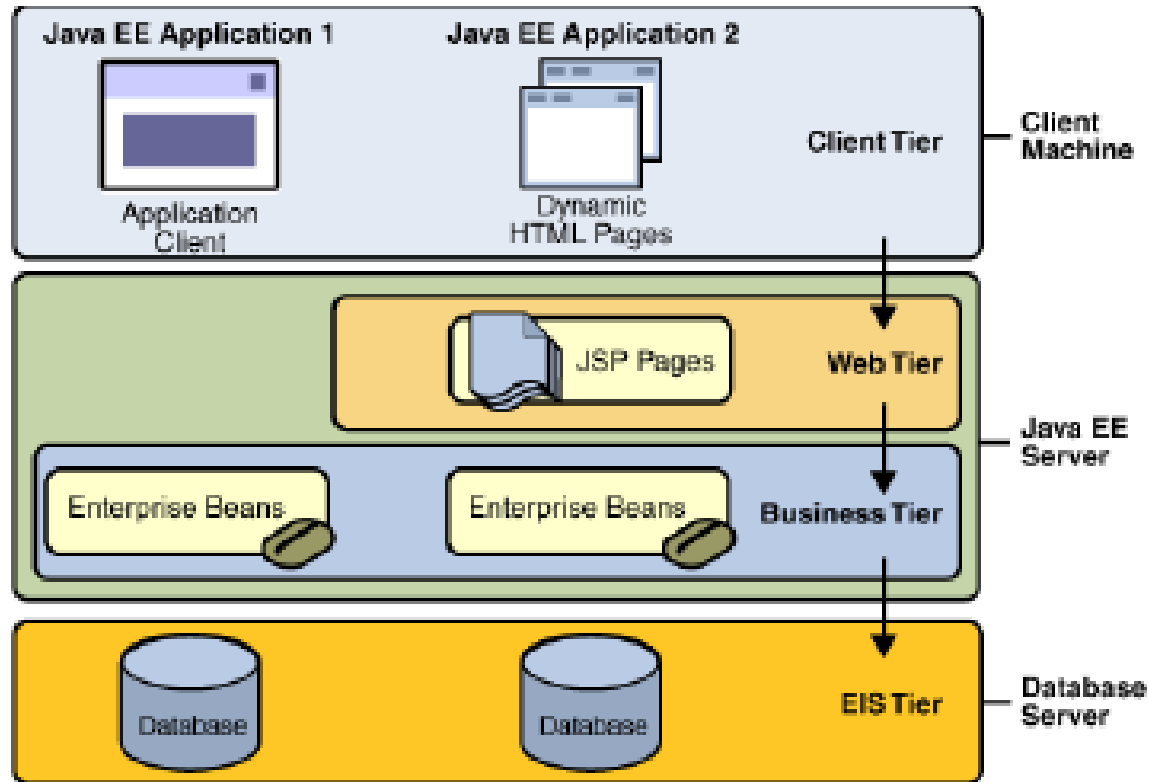 Java EE Application 1
Java EE Application 2
Application
Client
Dynamic
HTML Pages
Client Tier
Client
Machine
JSP Pages
Web Tier
Java EE
Server
Enterprise Beans
Enterprise Beans
Business Tier
Database
Database
EIS Tier
Database
Server